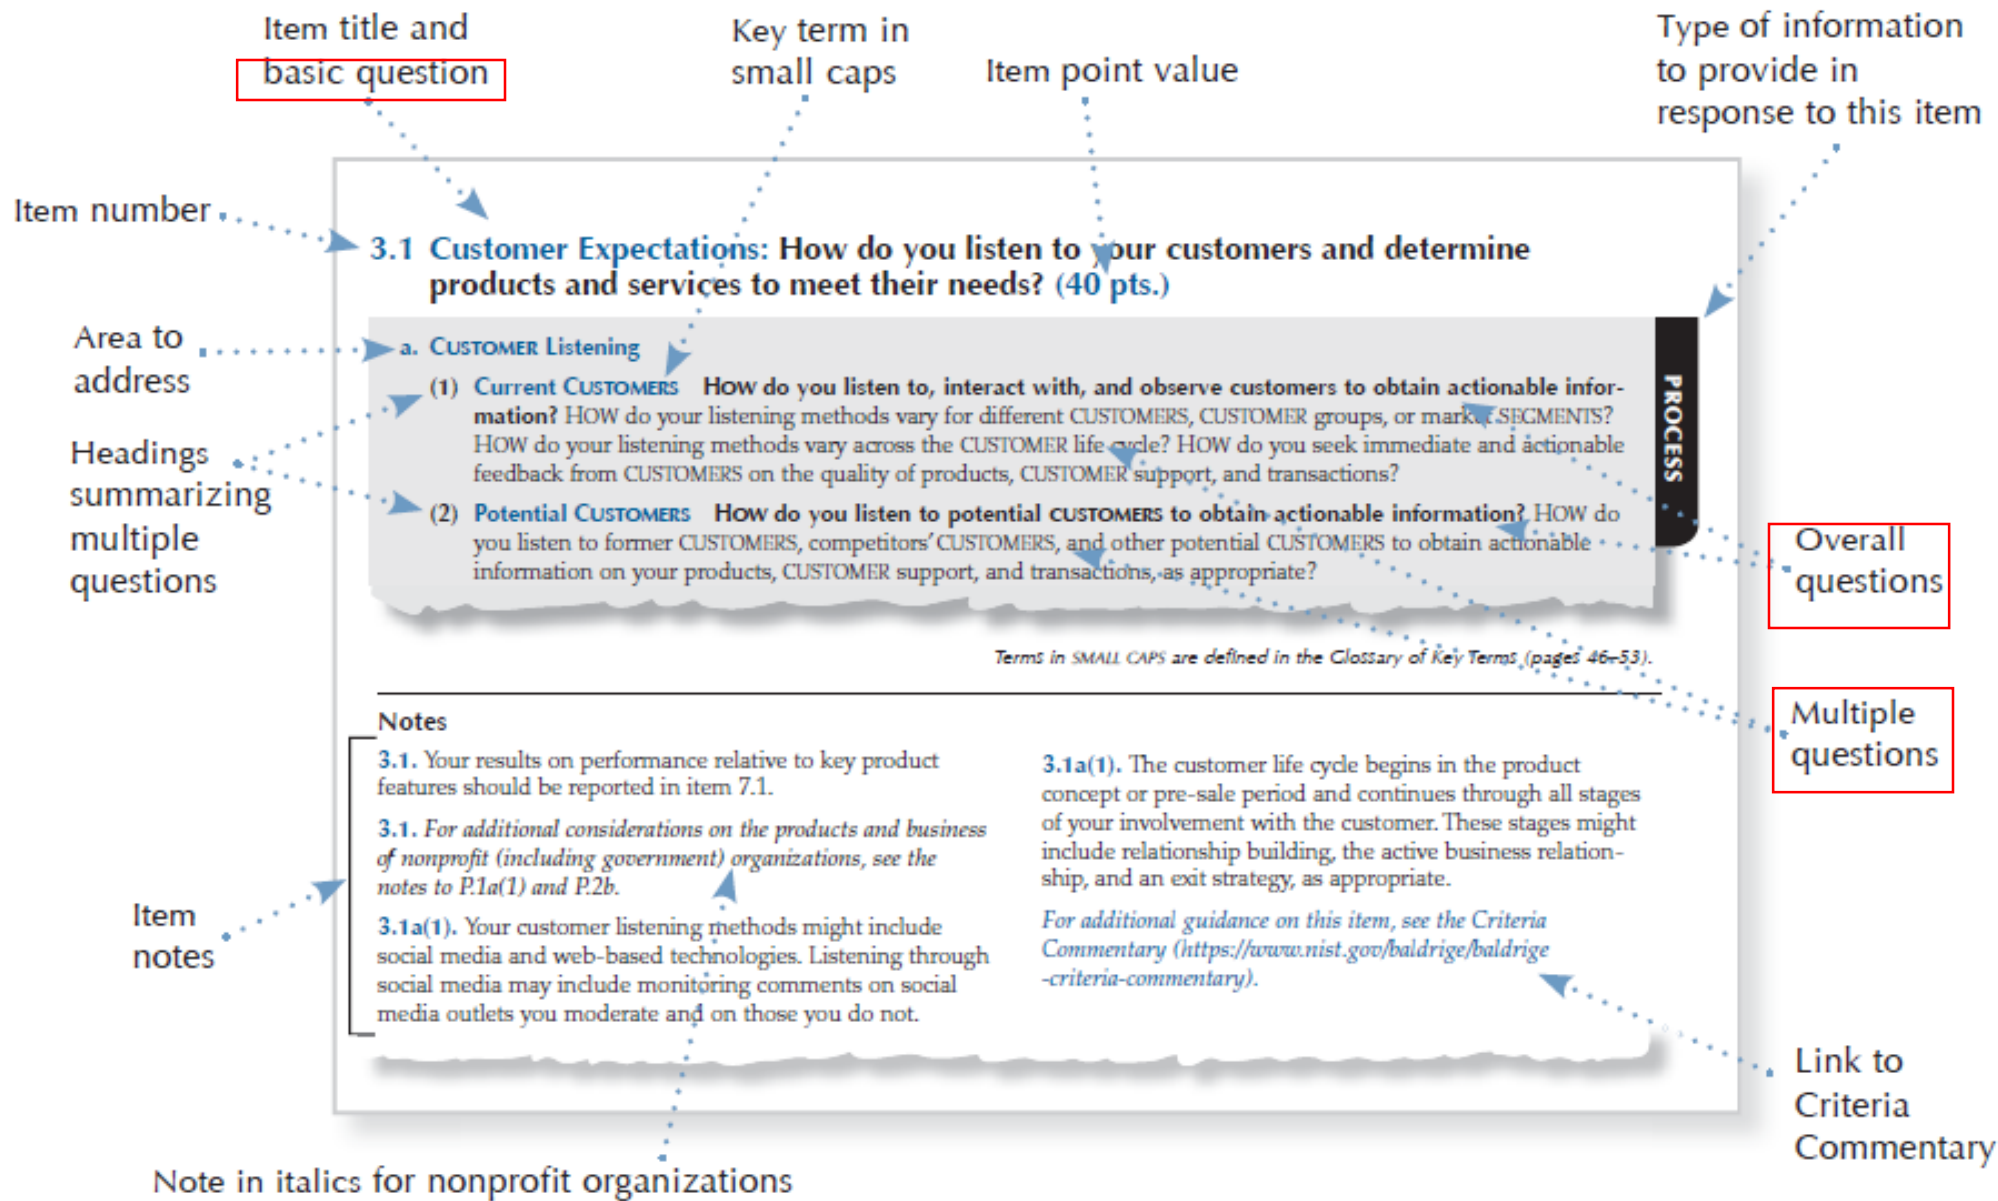 Item title and
basic question
Key term in
small caps
Item point value
Type of information
to provide in
response to this item
Item number
3.1 Customer Expectations: How do you listen to your customers and determine
products and services to meet their needs? (40 pts.)
Area to
address
a. CUSTOMER Listening
(1) Current CUSTOMERS HOW do you listen to, interact with, and observe customers to obtain actionable infor-
mation? HOW do your listening methods vary for different CUSTOMERS, CUSTOMER groups, or market SEGMENTS?
HOW do your listening methods vary across the CUSTOMER life cycle? HOW do you seek immediate and actionable
feedback from CUSTOMERS on the quality of products, CUSTOMER support, and transactions?
Headings
summarizing
multiple
questions
(2) Potential CUSTOMERS HOW do you listen to potential CUSTOMERS to obtain actionable information? HOW do
you listen to former CUSTOMERS, competitors' CUSTOMERS, and other potential CUSTOMERS to obtain actionable
information on your products, CUSTOMER support, and transactions, as appropriate?
PROCESS
Overall
questions
Terms in SMALL CAPS are defined in the Glossary of Key Terms (pages 46–53).
Multiple
questions
Notes
3.1. Your results on performance relative to key product
features should be reported in item 7.1.
3.1. For additional considerations on the products and business
of nonprofit (including government) organizations, see the
notes to P.1a(1) and P.2b.
3.1a(1). Your customer listening methods might include
social media and web-based technologies. Listening through
social media may include monitoring comments on social
media outlets you moderate and on those you do not.
3.1a(1). The customer life cycle begins in the product
concept or pre-sale period and continues through all stages
of your involvement with the customer. These stages might
include relationship building, the active business relation-
ship, and an exit strategy, as appropriate.
For additional guidance on this item, see the Criteria
Commentary (https://www.nist.gov/baldrige/baldrige
-criteria-commentary).
Item
notes
Link to
Criteria
Commentary
Note in italics for nonprofit organizations